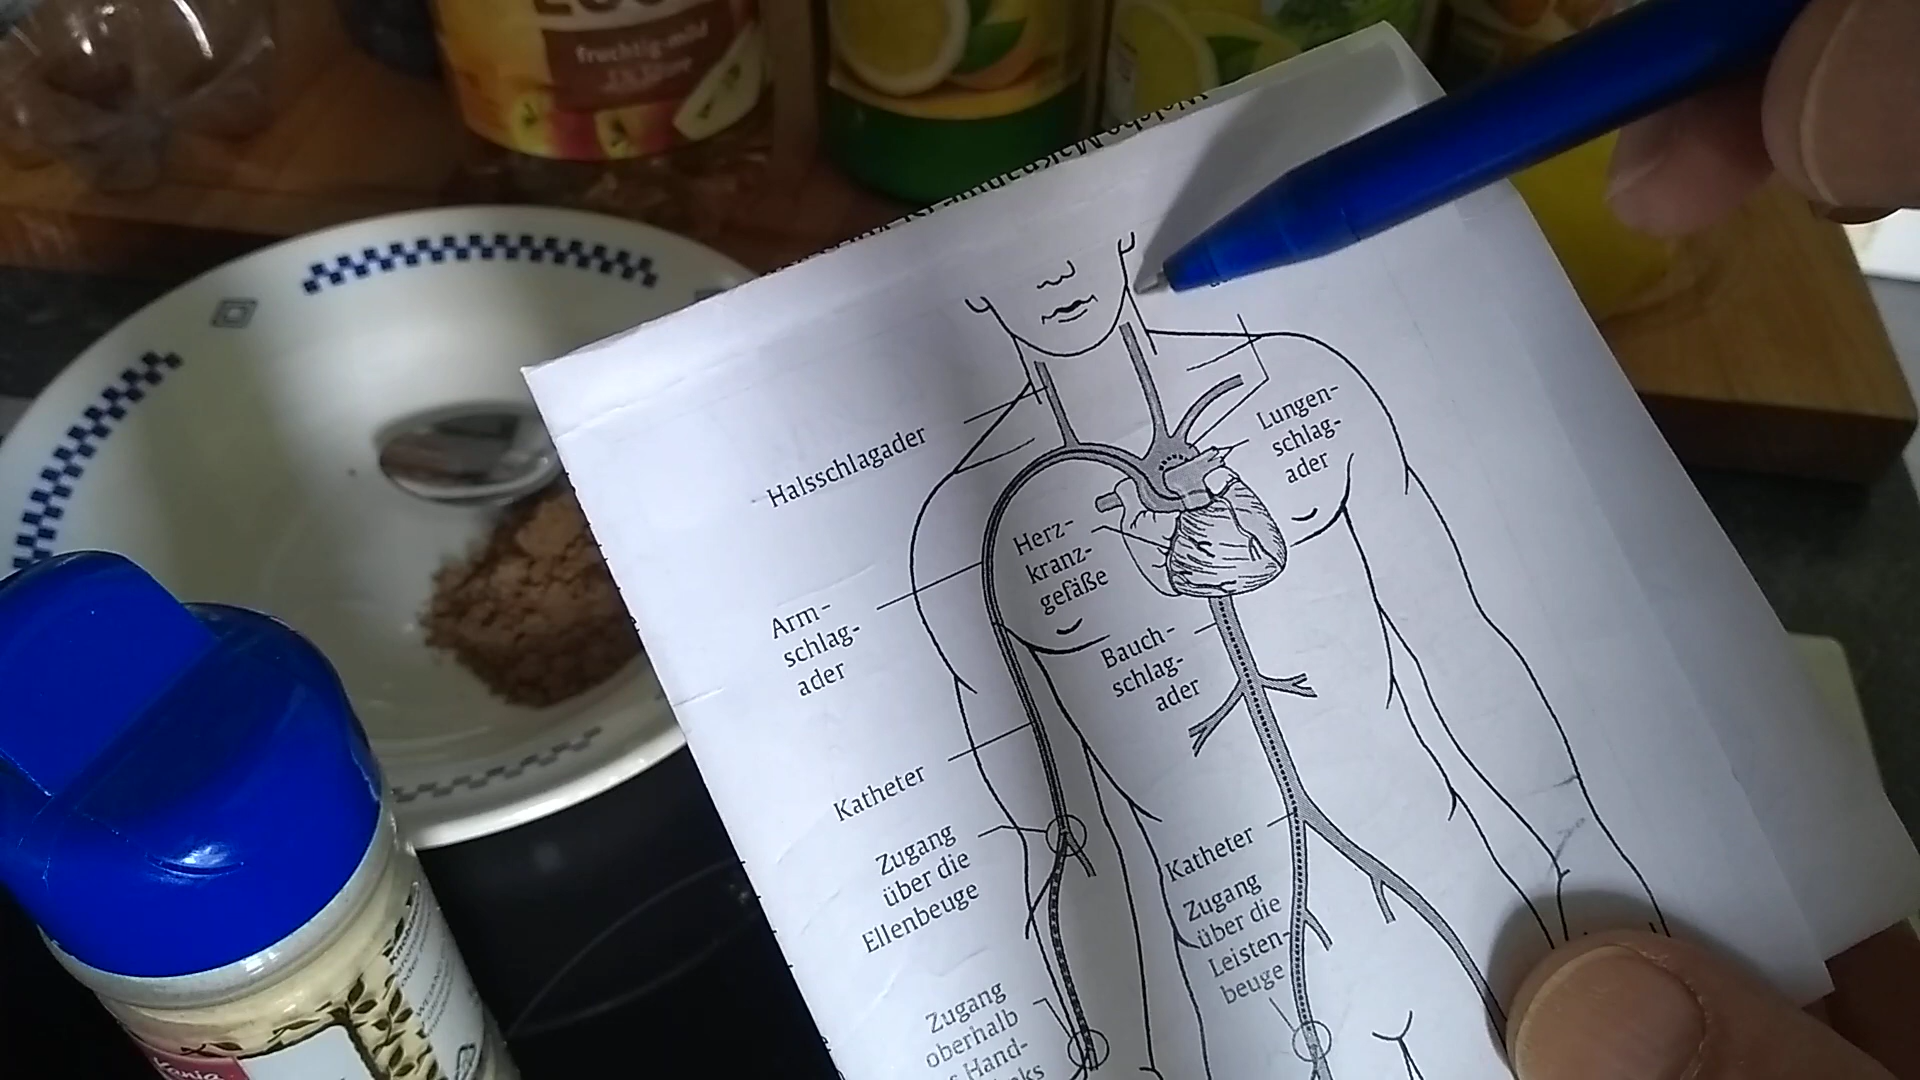 fruchtig-mild
Halsschlagader
Lungen-
schlag-
ader
Herz-
kranz-
gefäße
Arm-
schlag-
ader
Bauch-
schlag-
ader
Katheter
Zugang
über die
Ellenbeuge
Katheter
Zugang
über die
Leisten-
beuge
Zugang
oberhalb
Hand-